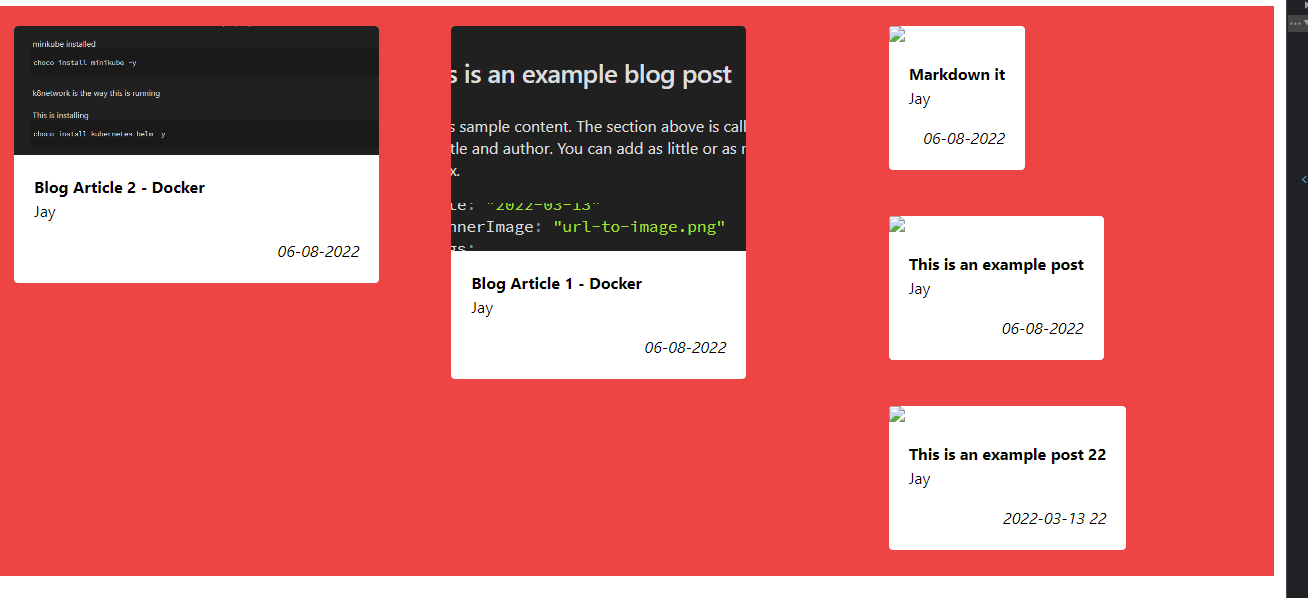 minkube installed
choco install minikube -y
k8network is the way this is running
This is installing
choco install kubernetes helm -y
Blog Article 2 - Docker
Jay
06-08-2022
s is an example blog post
s sample content. The section above is call
tle and author. You can add as little or as
x.
te: "2022-03-13"
nnerImage: "url-to-image.png"
gs:
Blog Article 1 - Docker
Jay
06-08-2022
Markdown it
Jay
06-08-2022
This is an example post
Jay
06-08-2022
This is an example post 22
Jay
2022-03-13 22